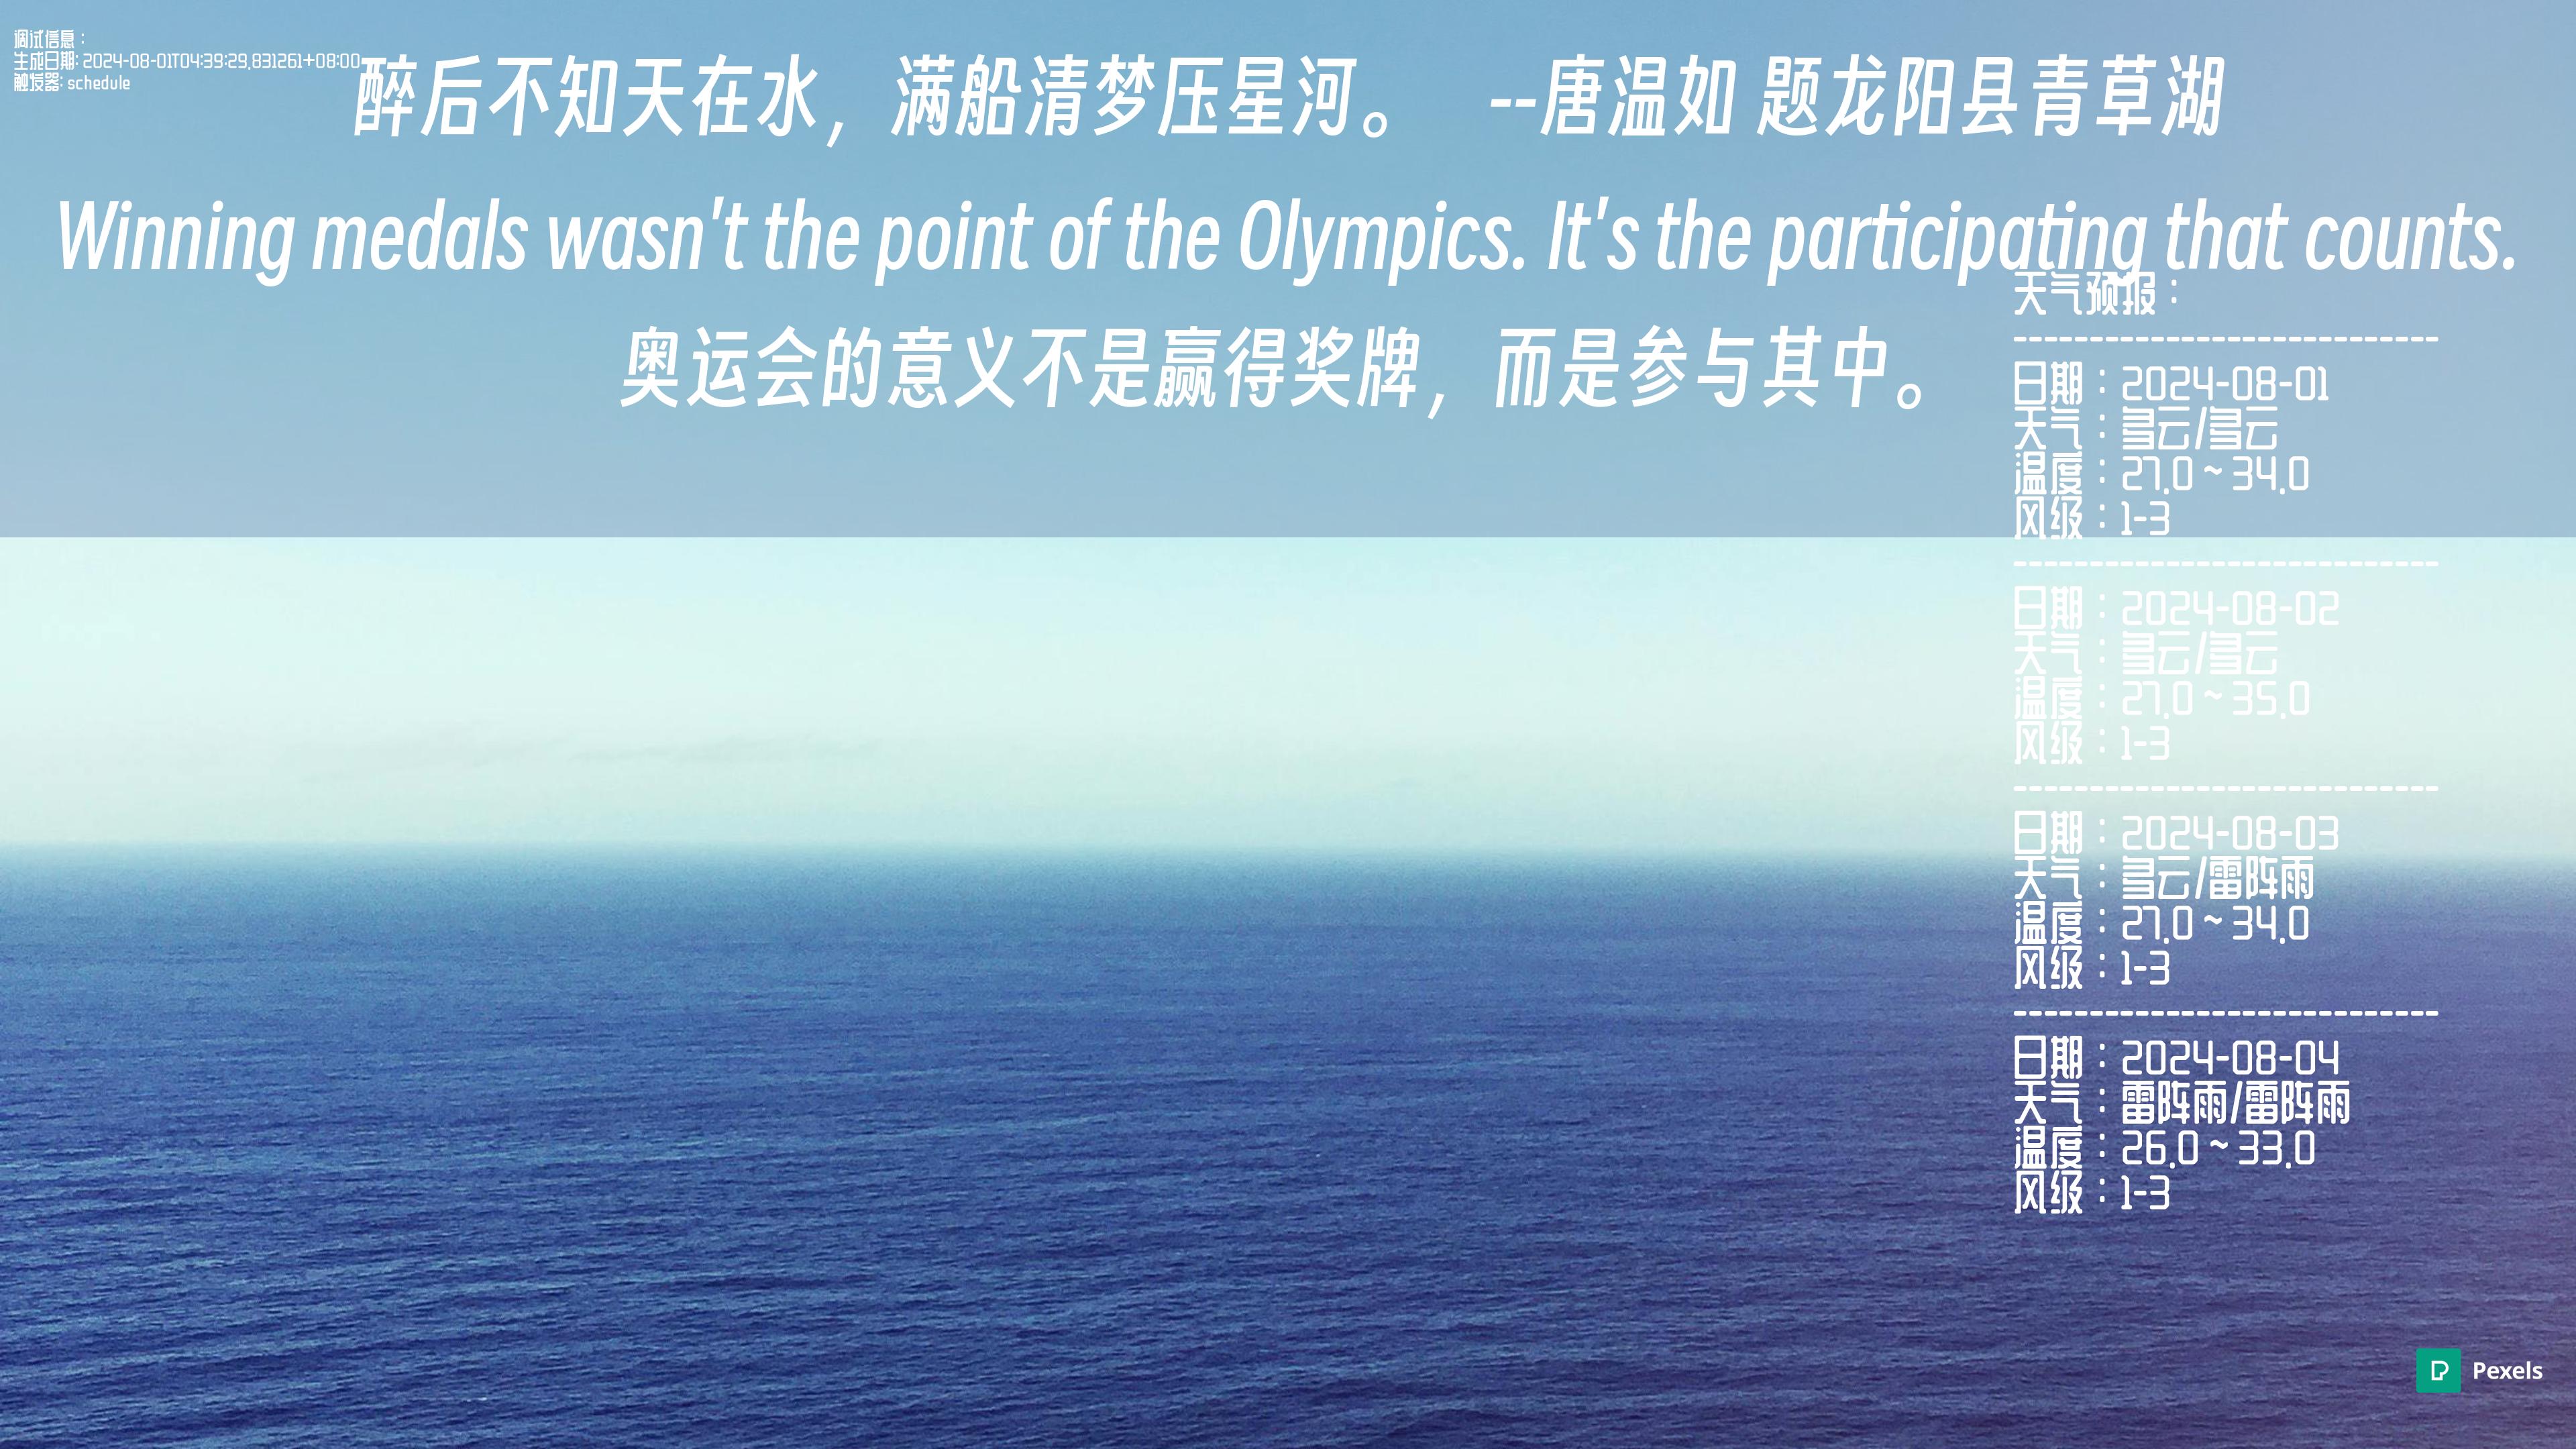 调试信息：
生成日期: 2024-08-01T04:39:29.831261+08:00
触发器: schedule
醉后不知天在水，满船清梦压星河。 --唐温如 题龙阳县青草湖
Winning medals wasn't the point of the Olympics. It's the participating that counts.
奥运会的意义不是赢得奖牌，而是参与其中。
天气预报：
----------------------------
日期：2024-08-01
天气：多云/多云
温度：27.0 ~ 34.0
风级：1-3
----------------------------
日期：2024-08-02
天气：多云/多云
温度：27.0 ~ 35.0
风级：1-3
----------------------------
日期：2024-08-03
天气：多云/雷阵雨
温度：27.0 ~ 34.0
风级：1-3
----------------------------
日期：2024-08-04
天气：雷阵雨/雷阵雨
温度：26.0 ~ 33.0
风级：1-3
Pexels